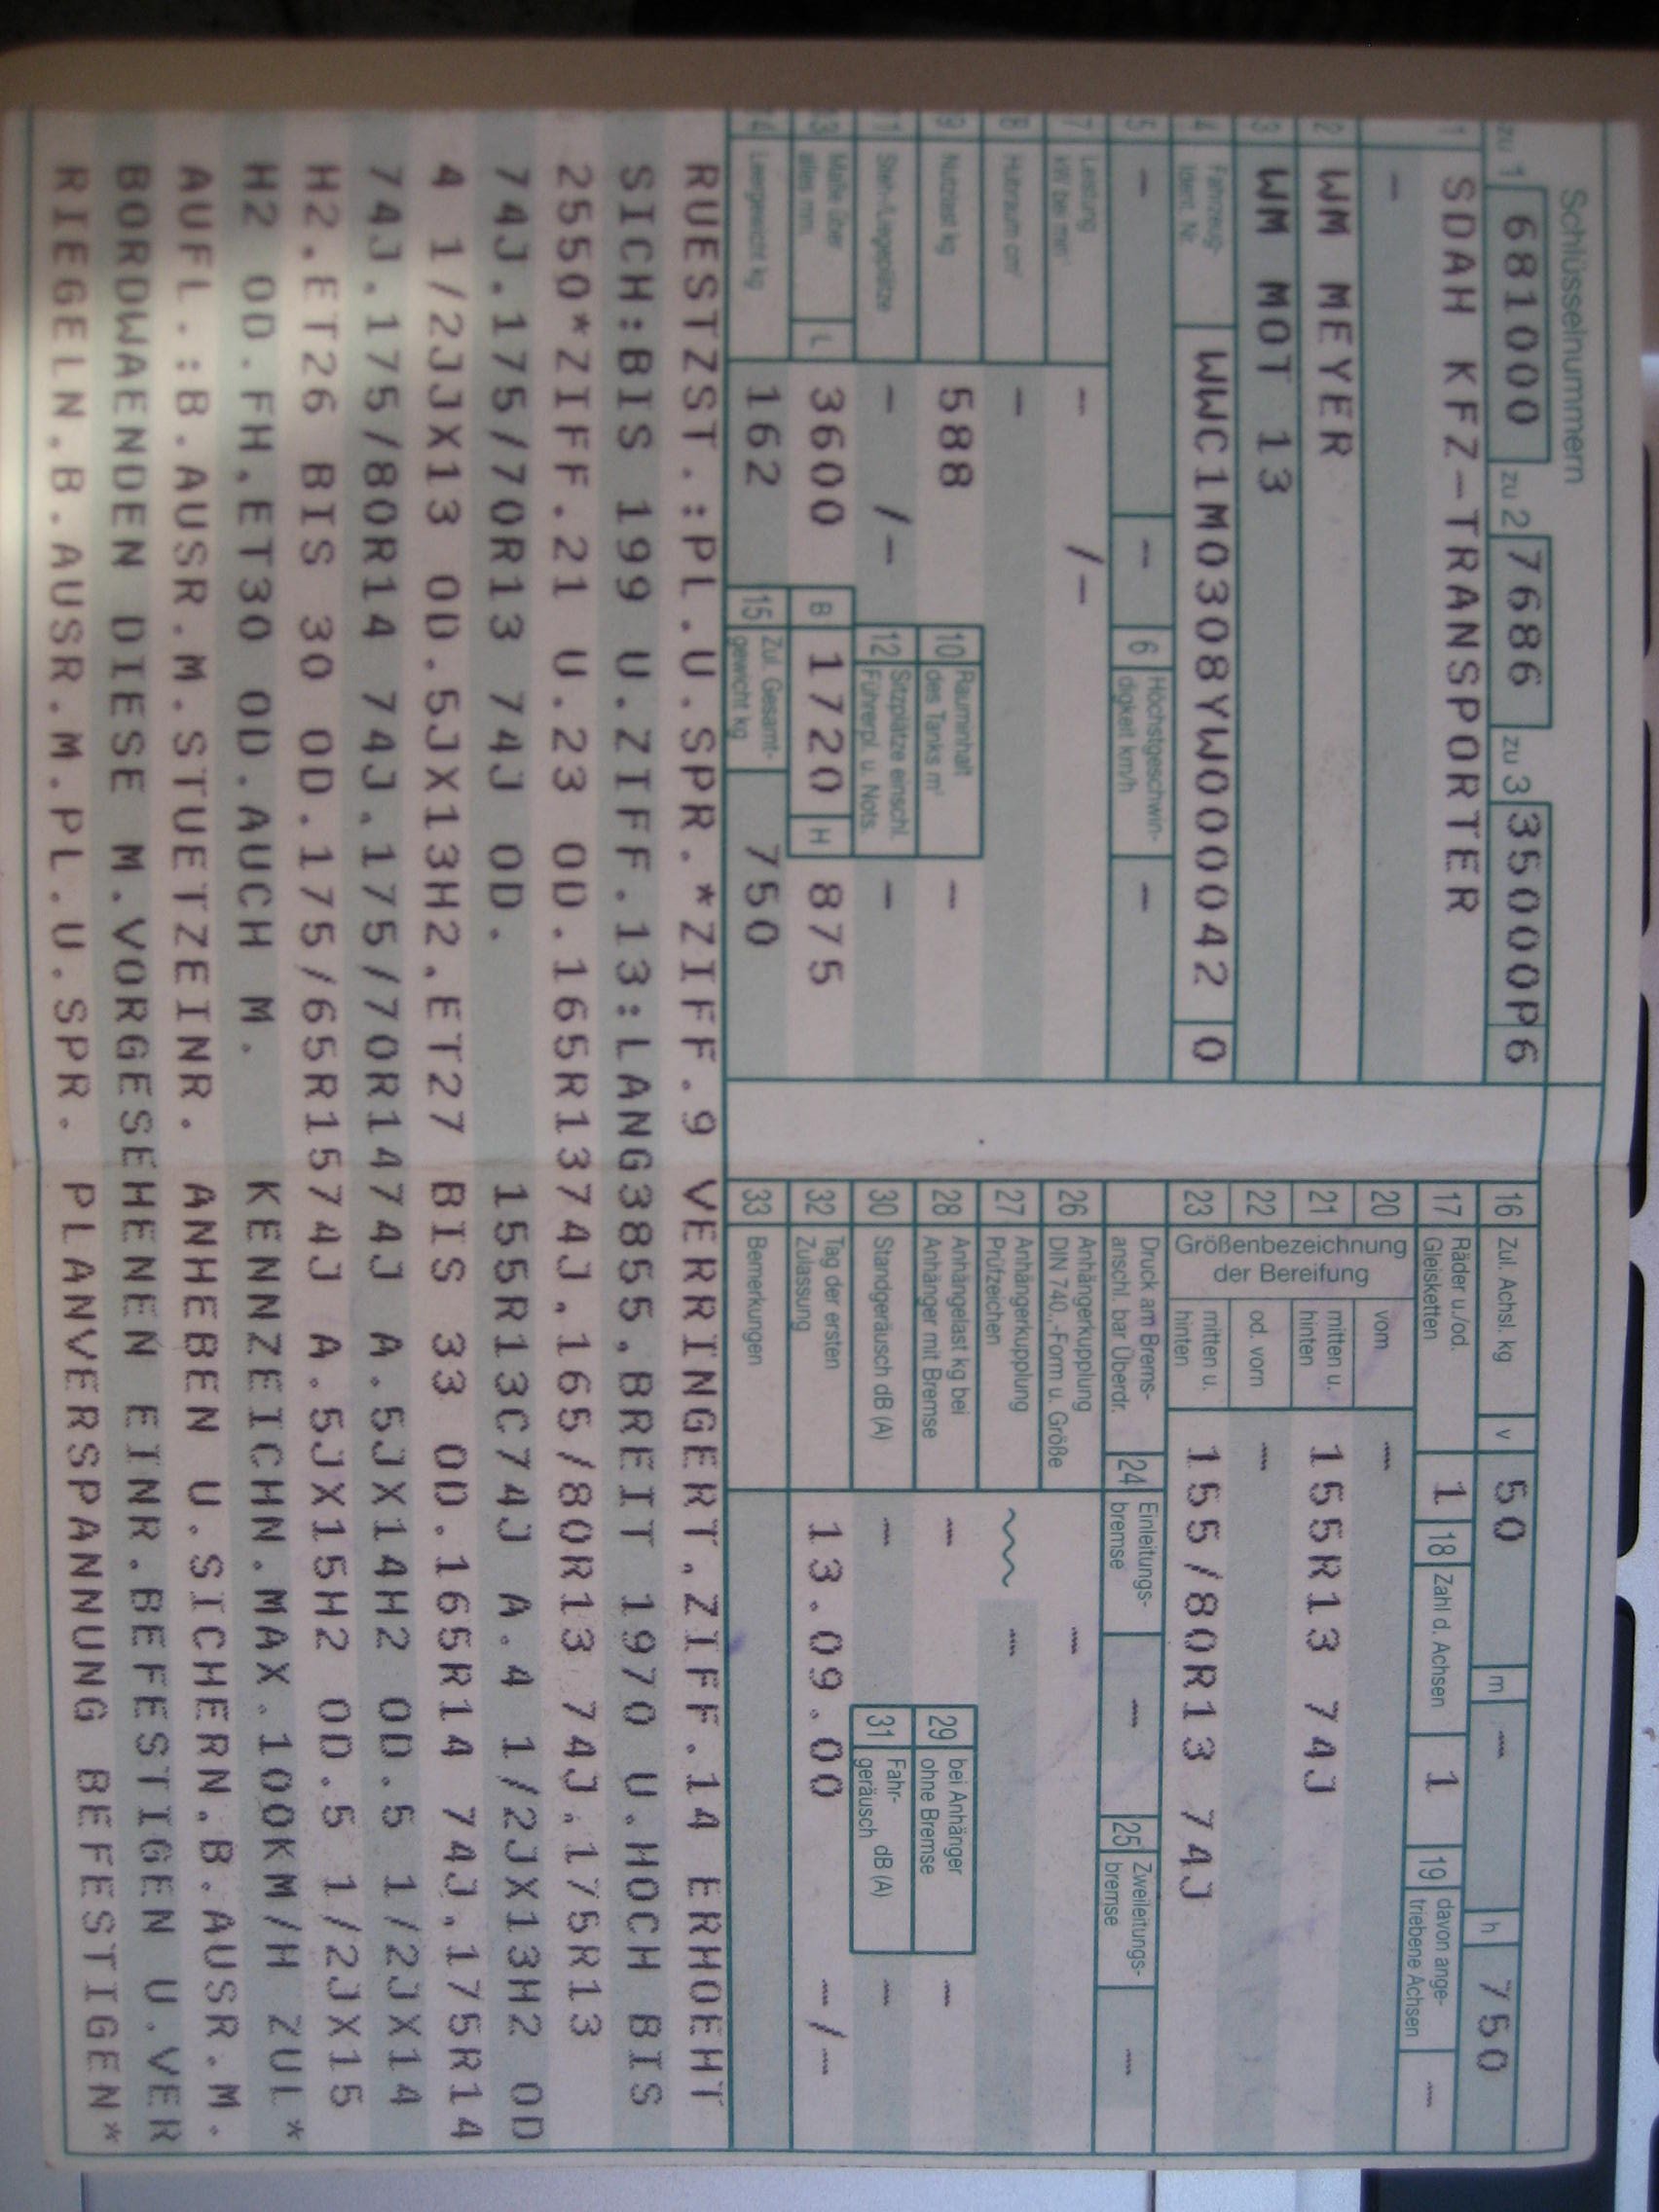 Schlüsselnummern
zu 1 681000 zu 2 7686 zu 3 35000P6
1 SDAH KFZ-TRANSPORTER
–
2 WM MEYER
3 WM MOT 13
4 Fahrzeug-Ident. Nr. WWC1M0308YW000042 0
5 – – 6 Höchstgeschwindigkeit km/h –
7 Leistung kW bei min -- /–
8 Hubraum cm³ –
9 Nutzlast kg 588 10 Rauminhalt des Tanks m³ –
11 Steh-/Liegeplätze – /– 12 Sitzplätze einschl. Führerpl. u. Nots. –
13 Maße über alles mm L 3600 B 1720 H 875
14 Leergewicht kg 162 15 Zul. Gesamtgewicht kg 750
16 Zul. Achsl. kg v 50 m – h 750
17 Räder u./od. Gleisketten 1 18 Zahl d. Achsen 1 19 davon angetriebene Achsen –
Größenbezeichnung der Bereifung
20 vorn –
21 mitten u. hinten 155R13 74J
22 od. vorn –
23 mitten u. hinten 155/80R13 74J
Druck am Bremsanschl. bar Überdr. 24 Einleitungsbremse – 25 Zweileitungsbremse –
26 Anhängerkupplung DIN 740.,-Form u. Größe –
27 Anhängerkupplung Prüfzeichen –
28 Anhängelast kg bei Anhänger mit Bremse – 29 bei Anhänger ohne Bremse –
30 Standgeräusch dB (A) – 31 Fahrgeräusch dB (A) –
32 Tag der ersten Zulassung 13.09.00 –/–
33 Bemerkungen
RUESTZST.:PL.U.SPR.*ZIFF.9 VERRINGERT.ZIFF.14 ERHOEHT
SICH:BIS 199 U.ZIFF.13:LANG3855.BREIT 1970 U.HOCH BIS
2550*ZIFF.21 U.23 OD.165R1374J.165/80R13 74J.175R13
74J.175/70R13 74J OD. 155R13C74J A.4 1/2JX13H2 OD
4 1/2JJX13 OD.5JX13H2.ET27 BIS 33 OD.165R14 74J.175R14
74J.175/80R14 74J.175/70R1474J A.5JX14H2 OD.5 1/2JX14
H2.ET26 BIS 30 OD.175/65R1574J A.5JX15H2 OD.5 1/2JX15
H2 OD.FH.ET30 OD.AUCH M. KENNZEICHN.MAX.100KM/H ZUL*
AUFL.:B.AUSR.M.STUETZEINR. ANHEBEN U.SICHERN.B.AUSR.M.
BORDWAENDEN DIESE M.VORGESEHENEN EINR.BEFESTIGEN U.VER
RIEGELN.B.AUSR.M.PL.U.SPR. PLANVERSPANNUNG BEFESTIGEN*